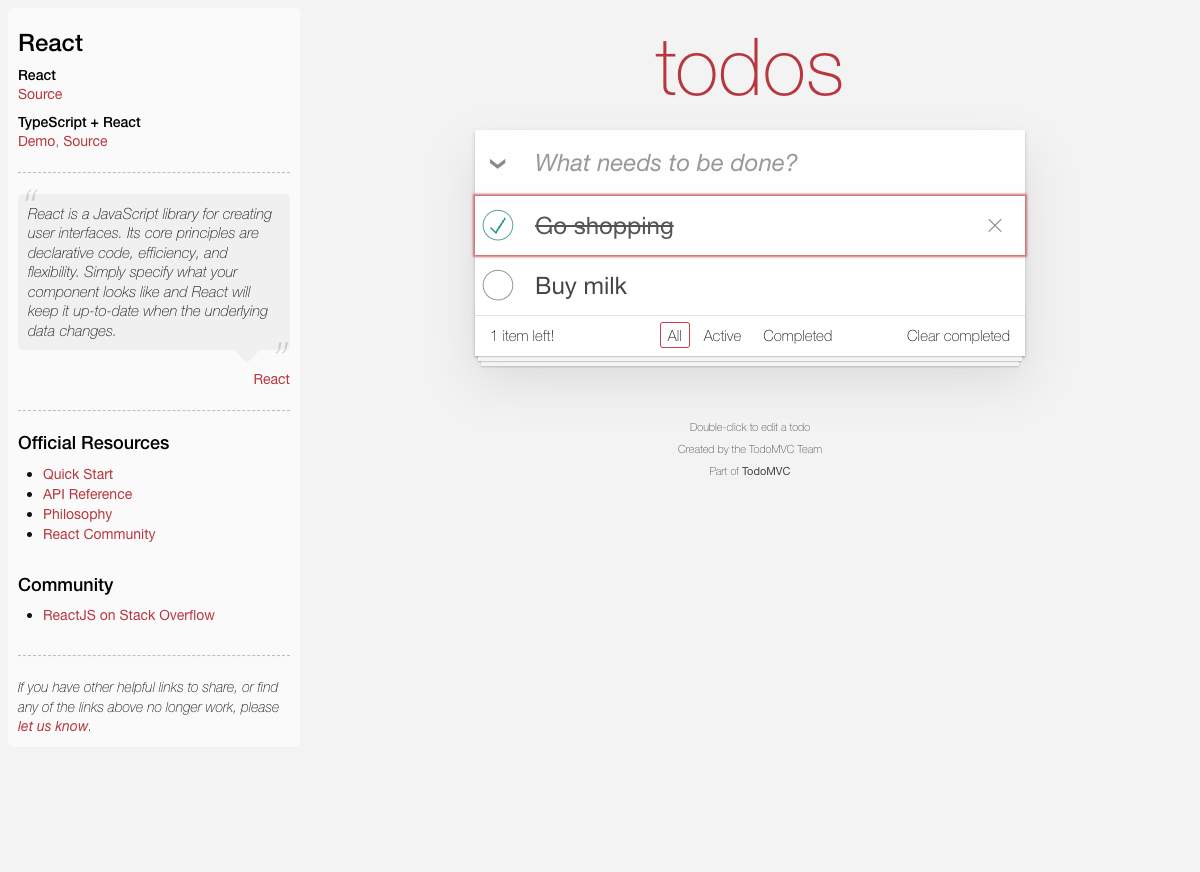 React
React
Source
TypeScript + React
Demo, Source
“
React is a JavaScript library for creating
user interfaces. Its core principles are
declarative code, efficiency, and
flexibility. Simply specify what your
component looks like and React will
keep it up-to-date when the underlying
data changes.
”
React
Official Resources
Quick Start
API Reference
Philosophy
React Community
Community
ReactJS on Stack Overflow
If you have other helpful links to share, or find
any of the links above no longer work, please
let us know.
todos
What needs to be done?
Go shopping
Buy milk
1 item left! All Active Completed Clear completed
Double-click to edit a todo
Created by the TodoMVC Team
Part of TodoMVC